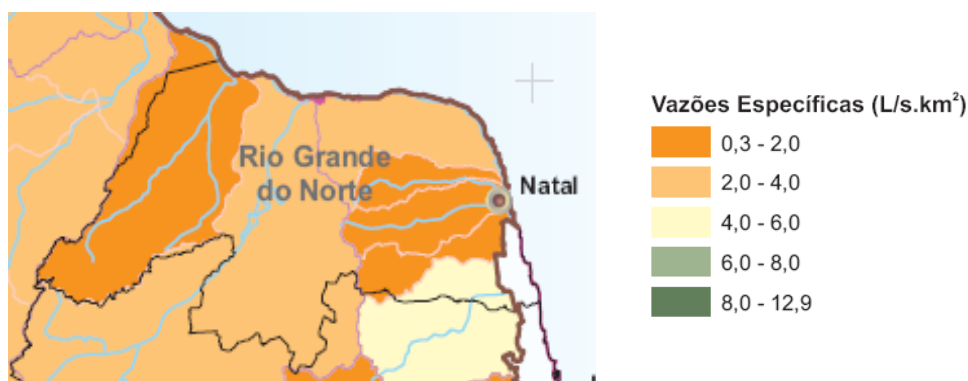 Rio Grande
do Norte
Natal
Vazões Específicas (L/s.km²)
0,3 - 2,0
2,0 - 4,0
4,0 - 6,0
6,0 - 8,0
8,0 - 12,9